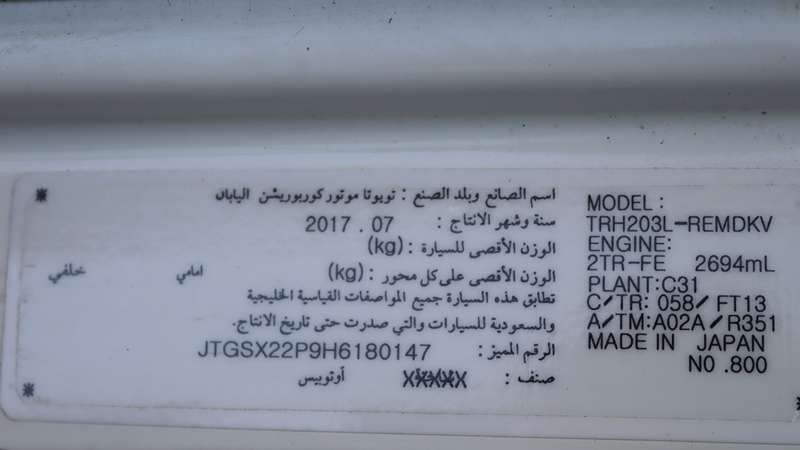 اسم الصانع وبلد الصنع : تويوتا موتور كوربوريشن اليابان
سنة وشهر الانتاج : 2017 . 07
الوزن الأقصى للسيارة : (kg)
الوزن الأقصى على كل محور : (kg) امامي خلفي
تطابق هذه السيارة جميع المواصفات القياسية الخليجية
والسعودية للسيارات والتي صدرت حتى تاريخ الانتاج.
الرقم المميز : JTGSX22P9H6180147
صنف : XXXXX أوتوبيس
MODEL :
TRH203L-REMDKV
ENGINE:
2TR-FE 2694mL
PLANT:C31
C/TR: 058/ FT13
A/TM:A02A/R351
MADE IN JAPAN
N0 .800